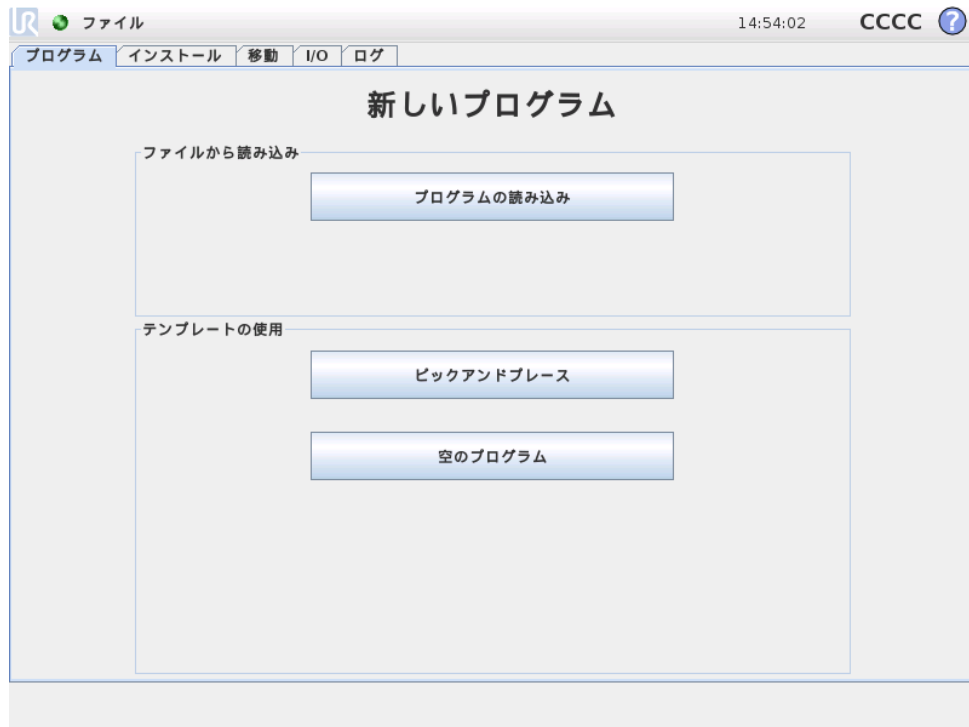 UR ファイル 14:54:02 CCCC ?
プログラム インストール 移動 I/O ログ
新しいプログラム
ファイルから読み込み
プログラムの読み込み
テンプレートの使用
ピックアンドプレース
空のプログラム